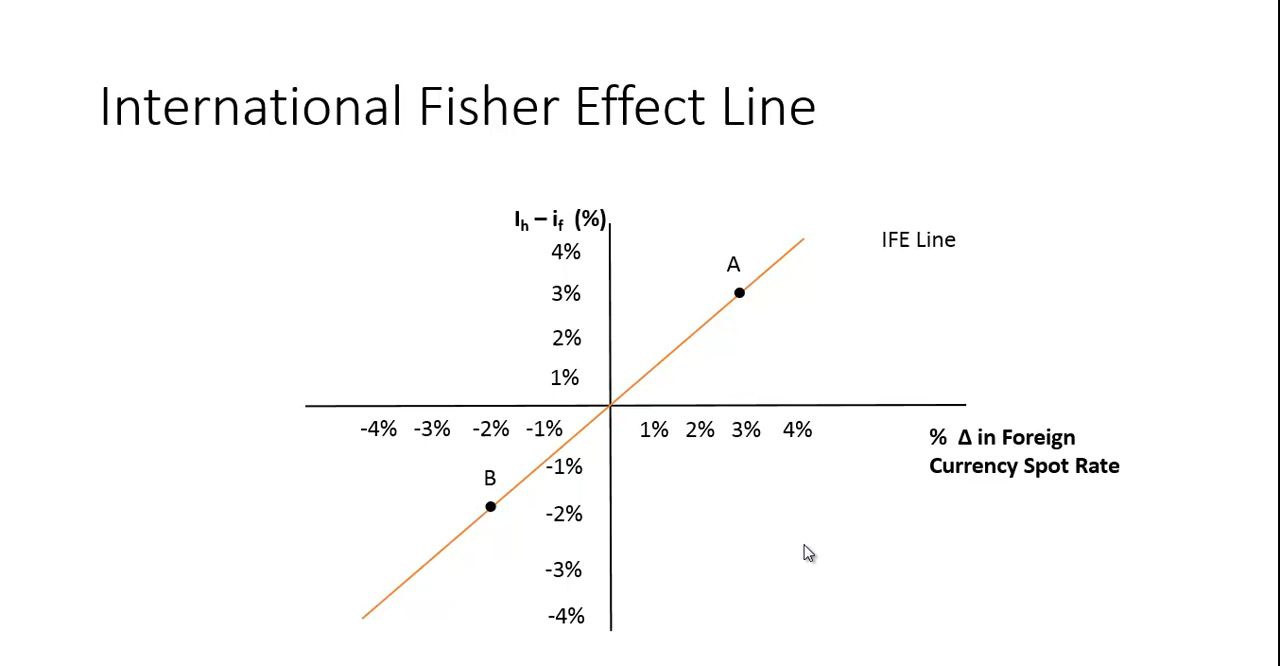 International Fisher Effect Line
Iₕ – i_f (%)
IFE Line
4%
A
3%
2%
1%
-4% -3% -2% -1% 1% 2% 3% 4%
% Δ in Foreign
Currency Spot Rate
-1%
B
-2%
-3%
-4%